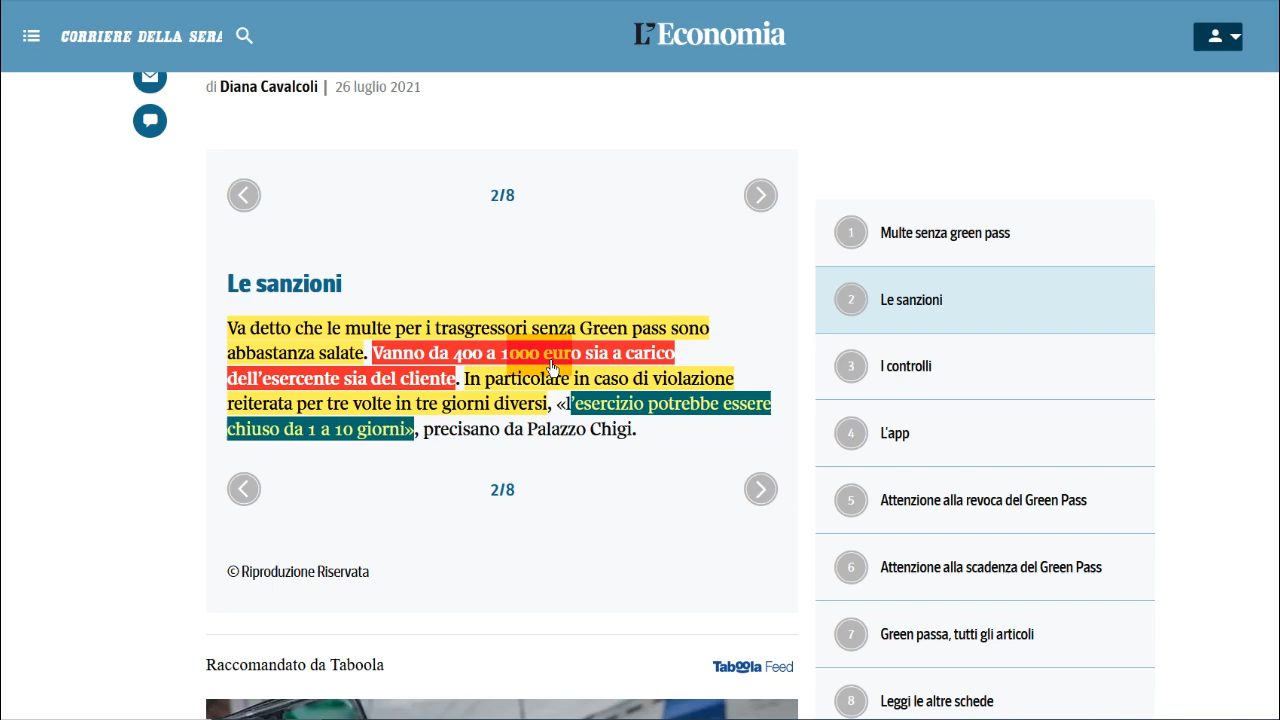 CORRIERE DELLA SERA
L'Economia
di Diana Cavalcoli | 26 luglio 2021
2/8
Le sanzioni
Va detto che le multe per i trasgressori senza Green pass sono
abbastanza salate. Vanno da 400 a 1000 euro sia a carico
dell'esercente sia del cliente. In particolare in caso di violazione
reiterata per tre volte in tre giorni diversi, «l'esercizio potrebbe essere
chiuso da 1 a 10 giorni», precisano da Palazzo Chigi.
2/8
© Riproduzione Riservata
Raccomandato da Taboola
Taboola Feed
1 Multe senza green pass
2 Le sanzioni
3 I controlli
4 L'app
5 Attenzione alla revoca del Green Pass
6 Attenzione alla scadenza del Green Pass
7 Green passa, tutti gli articoli
8 Leggi le altre schede